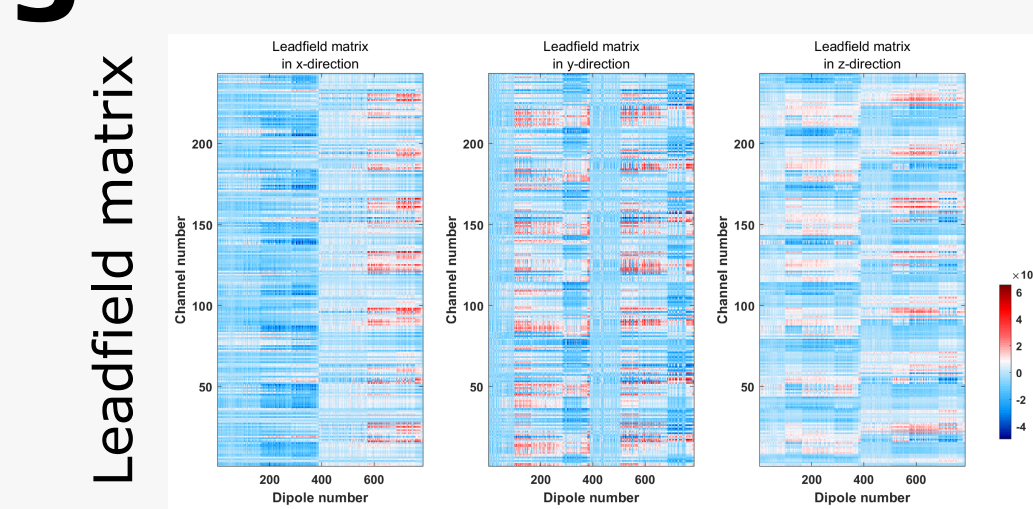 Leadfield matrix
Leadfield matrix
in x-direction
200
150
100
50
200 400 600
Channel number
Dipole number
Leadfield matrix
in y-direction
200
150
100
50
200 400 600
Channel number
Dipole number
Leadfield matrix
in z-direction
200
150
100
50
200 400 600
Channel number
Dipole number
×10
6
4
2
0
-2
-4